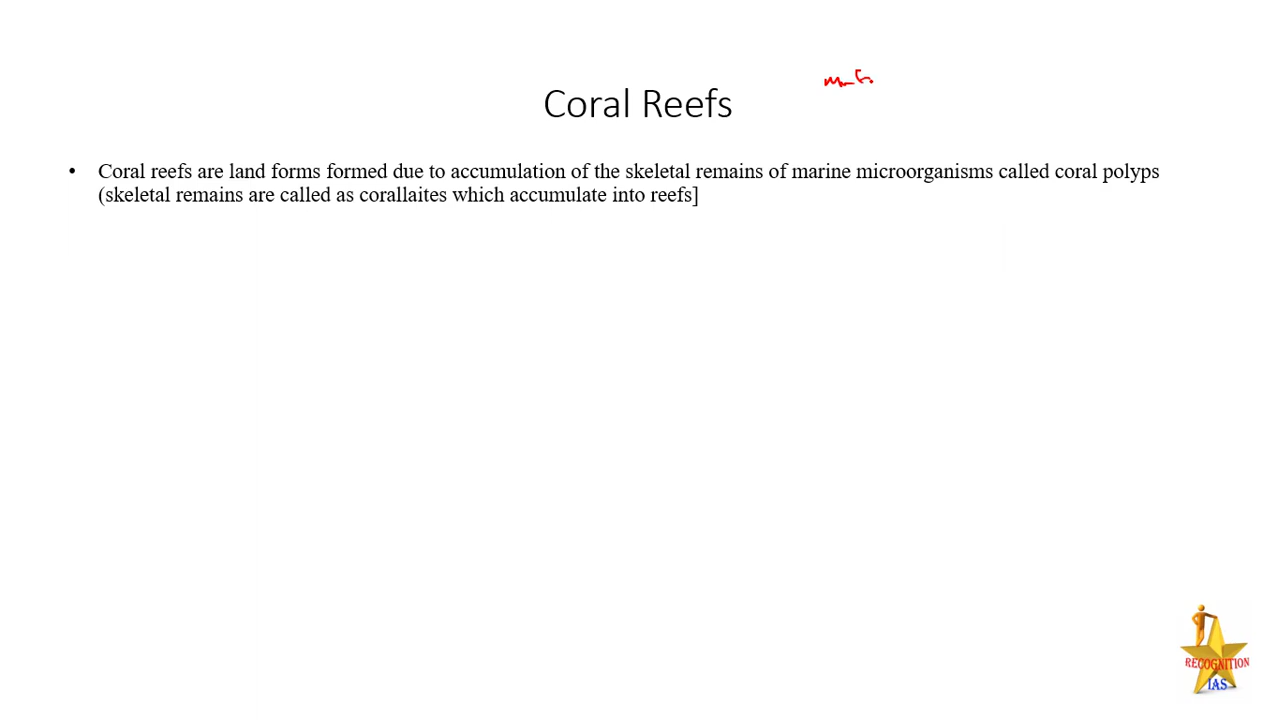 Coral Reefs
• Coral reefs are land forms formed due to accumulation of the skeletal remains of marine microorganisms called coral polyps
(skeletal remains are called as corallaites which accumulate into reefs]
RECOGNITION
IAS